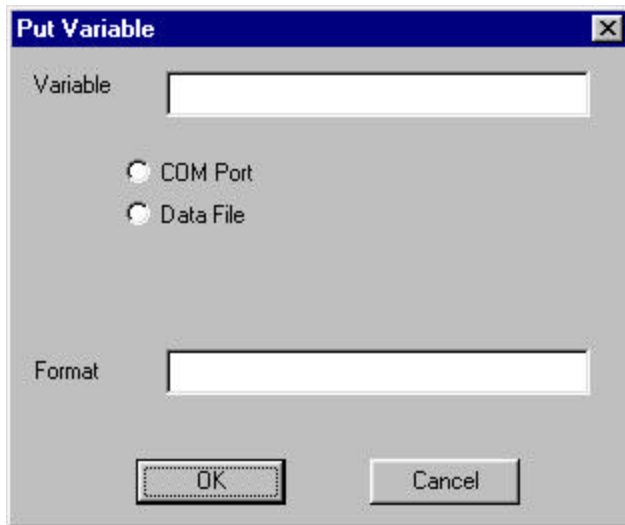 Put Variable
Variable
COM Port
Data File
Format
OK Cancel